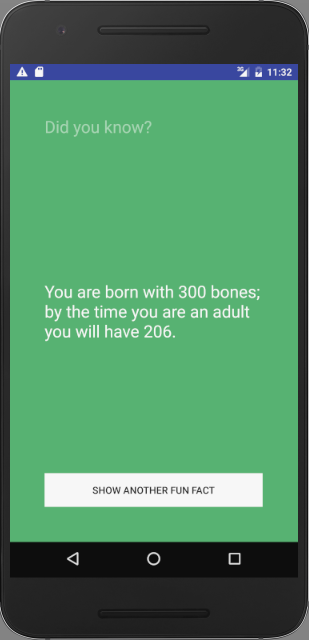 3G 11:32
Did you know?
You are born with 300 bones;
by the time you are an adult
you will have 206.
SHOW ANOTHER FUN FACT